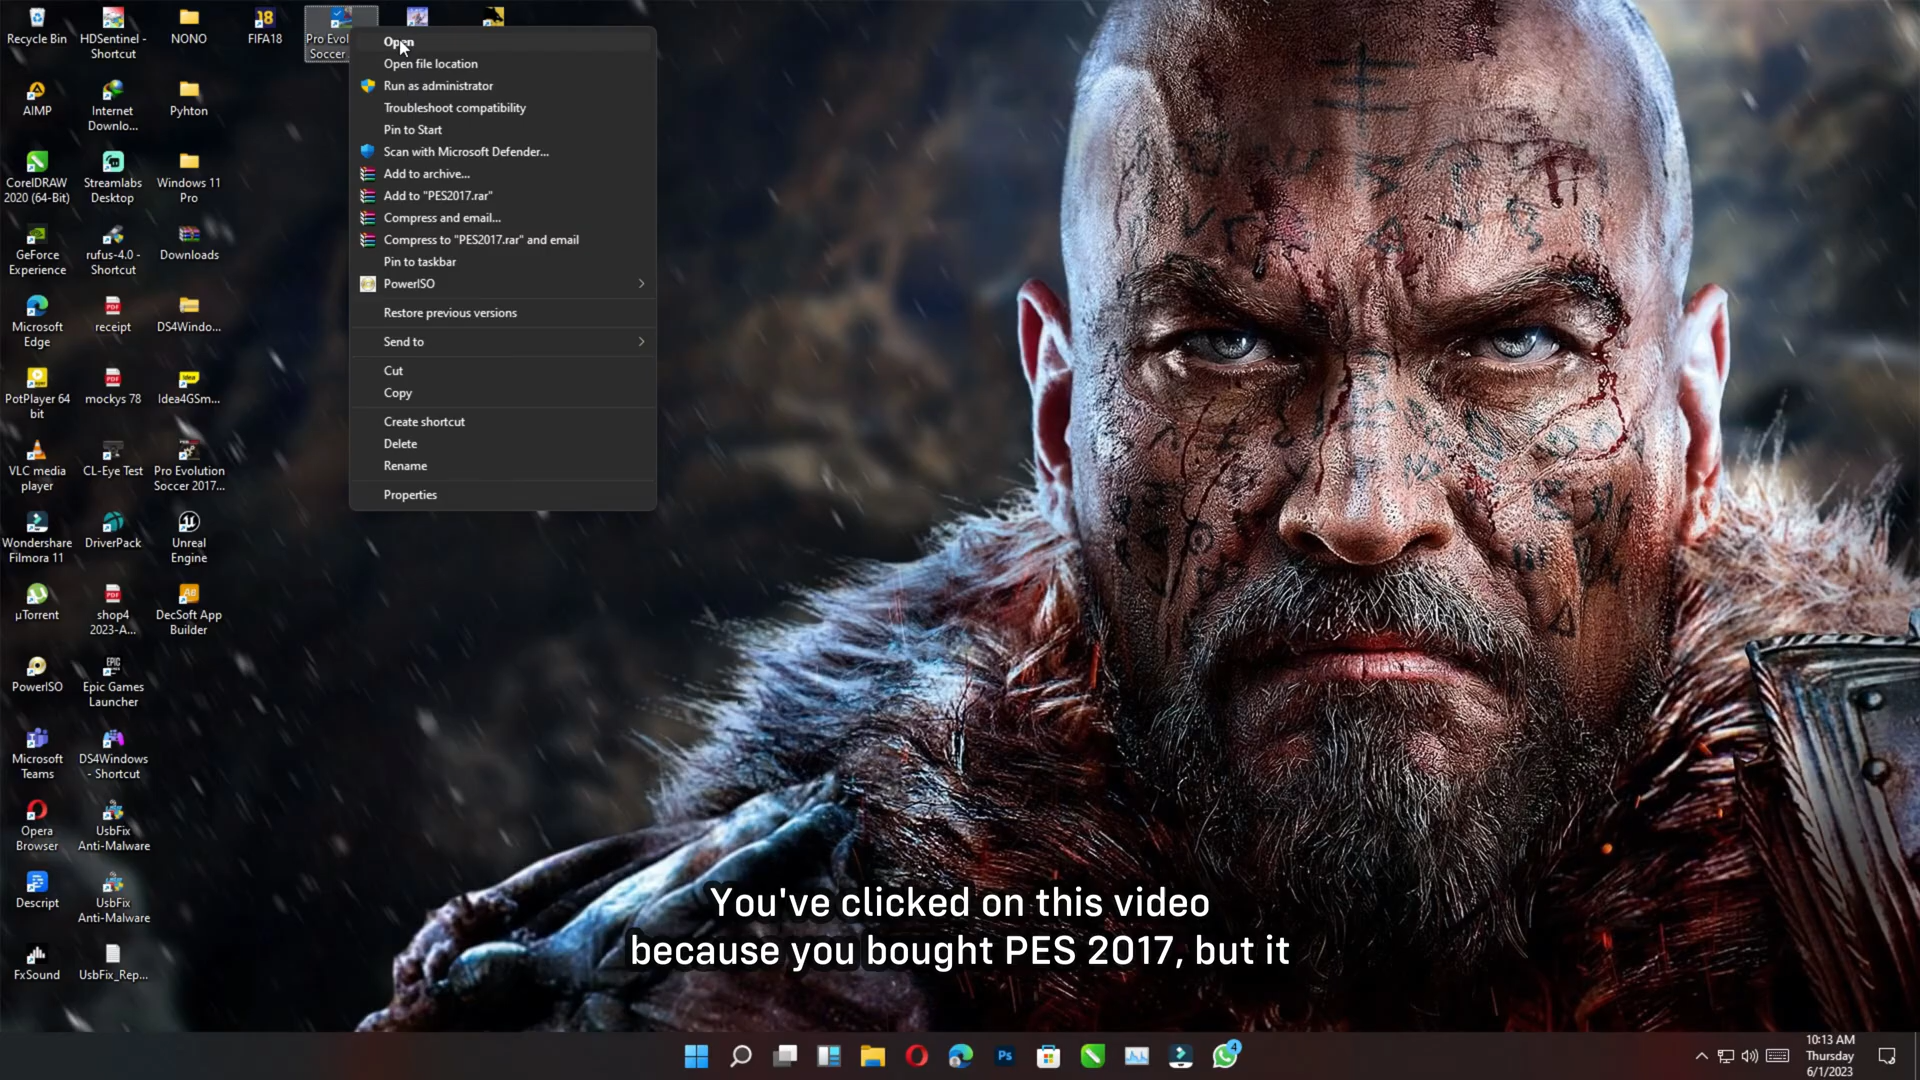 Recycle Bin
HDSentinel -
Shortcut
NONO
FIFA18
Pro Evol
Soccer
AIMP
Internet
Downlo...
Pyhton
CorelDRAW
2020 (64-Bit)
Streamlabs
Desktop
Windows 11
Pro
GeForce
Experience
rufus-4.0 -
Shortcut
Downloads
Microsoft
Edge
receipt
DS4Windo...
PotPlayer 64
bit
mockys 78
Idea4GSm...
VLC media
player
CL-Eye Test
Pro Evolution
Soccer 2017...
Wondershare
Filmora 11
DriverPack
Unreal
Engine
µTorrent
shop4
2023-A...
DecSoft App
Builder
PowerISO
Epic Games
Launcher
Microsoft
Teams
DS4Windows
- Shortcut
Opera
Browser
UsbFix
Anti-Malware
Descript
UsbFix
Anti-Malware
FxSound
UsbFix_Rep...
Open
Open file location
Run as administrator
Troubleshoot compatibility
Pin to Start
Scan with Microsoft Defender...
Add to archive...
Add to "PES2017.rar"
Compress and email...
Compress to "PES2017.rar" and email
Pin to taskbar
PowerISO
Restore previous versions
Send to
Cut
Copy
Create shortcut
Delete
Rename
Properties
You've clicked on this video
because you bought PES 2017, but it
Ps
4
10:13 AM
Thursday
6/1/2023